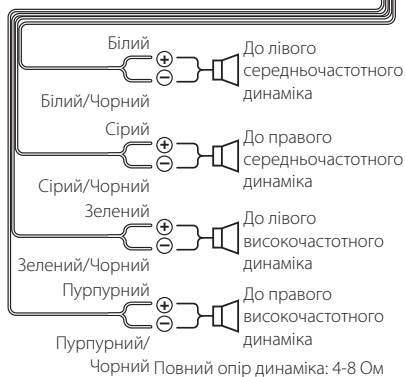 Білий
До лівого
середньочастотного
динаміка
Білий/Чорний
Сірий
До правого
середньочастотного
динаміка
Сірий/Чорний
Зелений
До лівого
високочастотного
динаміка
Зелений/Чорний
Пурпурний
До правого
високочастотного
динаміка
Пурпурний/
Чорний
Повний опір динаміка: 4-8 Ом